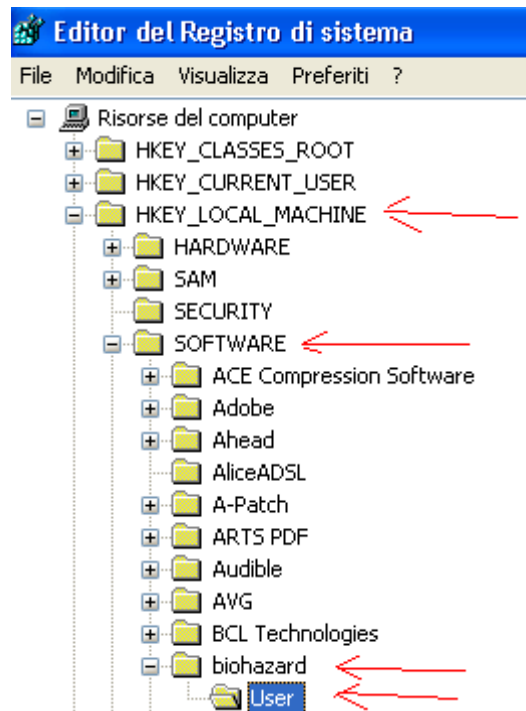 Editor del Registro di sistema
File Modifica Visualizza Preferiti ?
Risorse del computer
HKEY_CLASSES_ROOT
HKEY_CURRENT_USER
HKEY_LOCAL_MACHINE
HARDWARE
SAM
SECURITY
SOFTWARE
ACE Compression Software
Adobe
Ahead
AliceADSL
A-Patch
ARTS PDF
Audible
AVG
BCL Technologies
biohazard
User